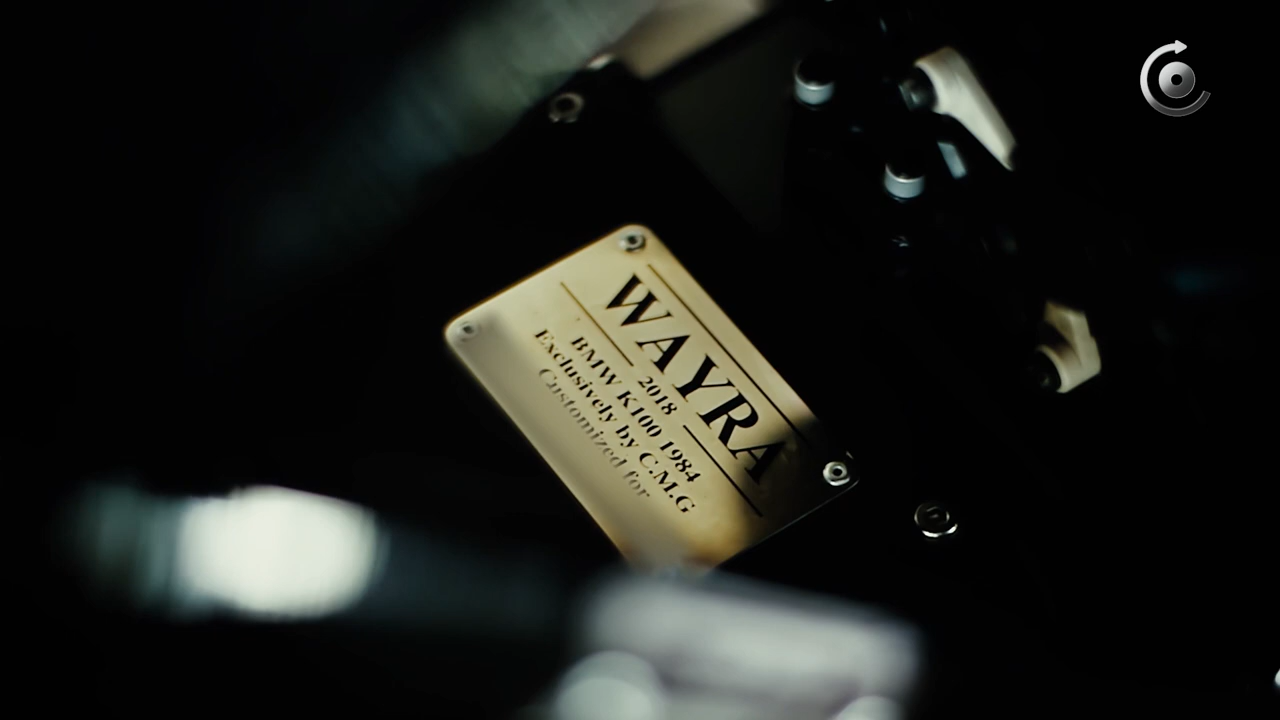 WAYRA
2018
BMW K100 1984
Exclusively by C.M.G
Customized for